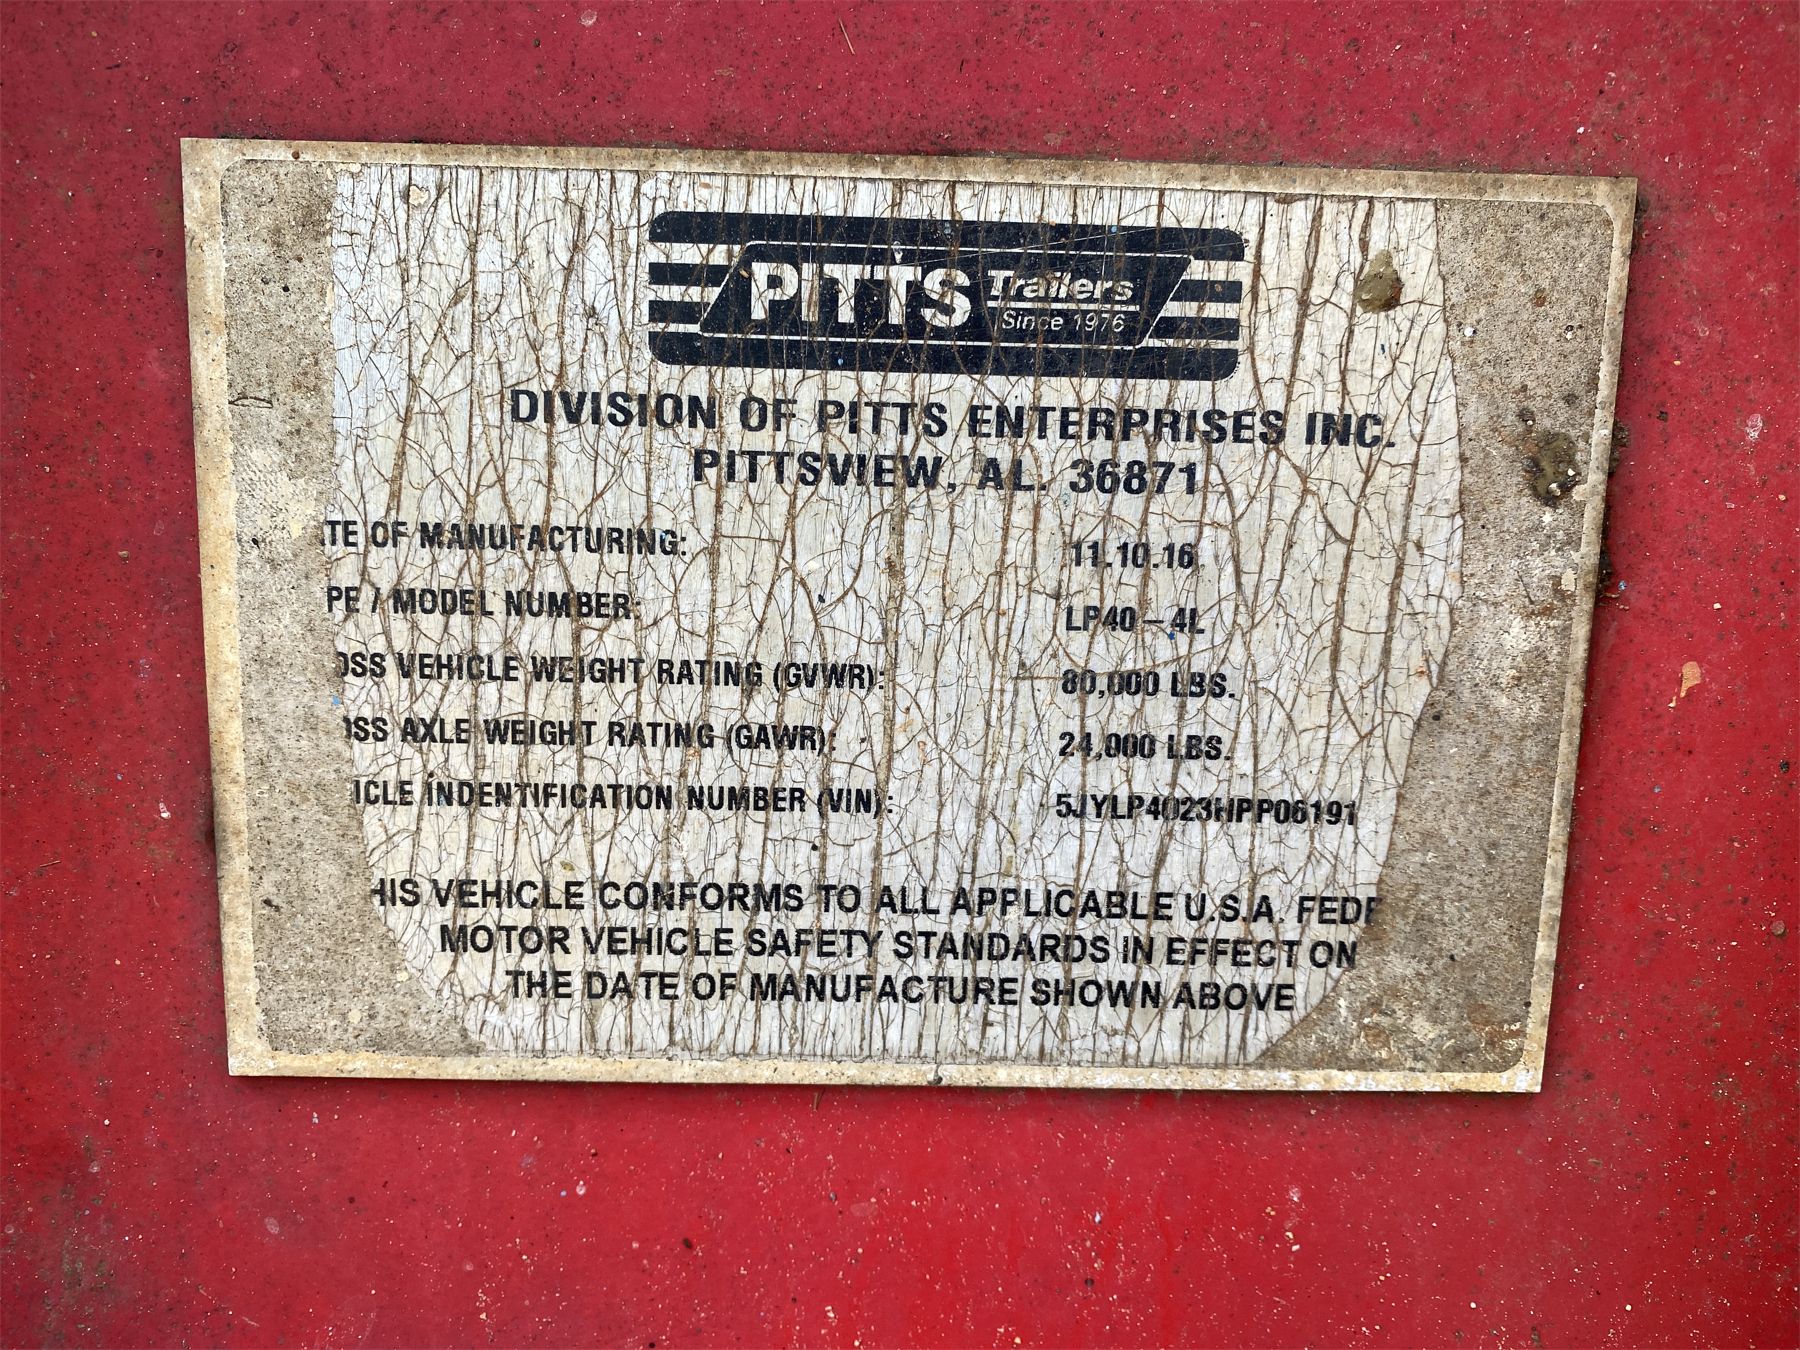 PITTS Trailers
Since 1976
DIVISION OF PITTS ENTERPRISES INC.
PITTSVIEW, AL. 36871
TE OF MANUFACTURING: 11.10.16
PE / MODEL NUMBER: LP40-4L
OSS VEHICLE WEIGHT RATING (GVWR): 80,000 LBS.
SS AXLE WEIGHT RATING (GAWR): 24,000 LBS.
ICLE INDENTIFICATION NUMBER (VIN): 5JYLP4023HPP06191
HIS VEHICLE CONFORMS TO ALL APPLICABLE U.S.A. FEDE
MOTOR VEHICLE SAFETY STANDARDS IN EFFECT ON
THE DATE OF MANUFACTURE SHOWN ABOVE